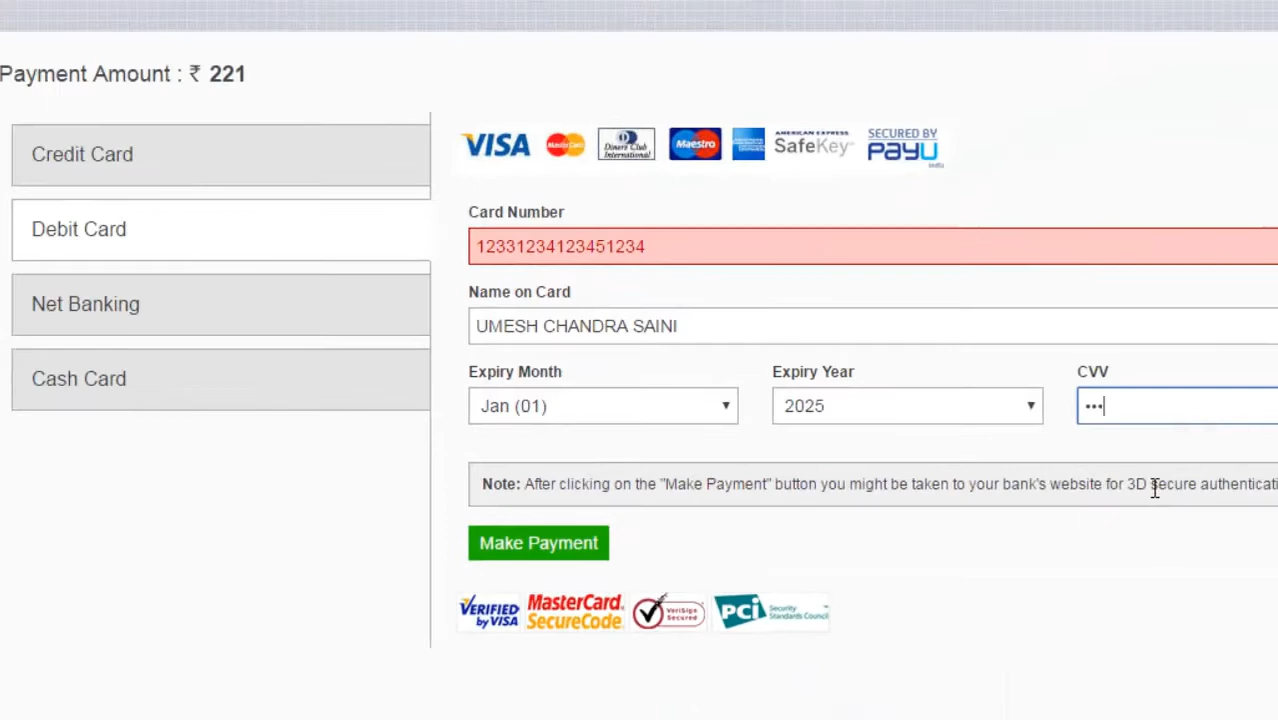 Payment Amount : ₹ 221
Credit Card
Debit Card
Net Banking
Cash Card
VISA MasterCard Diners Club International Maestro AMERICAN EXPRESS SafeKey SECURED BY PayU india
Card Number
12331234123451234
Name on Card
UMESH CHANDRA SAINI
Expiry Month Expiry Year CVV
Jan (01) 2025 •••
Note: After clicking on the "Make Payment" button you might be taken to your bank's website for 3D secure authenticati
Make Payment
VERIFIED by VISA MasterCard. SecureCode. VeriSign Secured PCI Security Standards Council